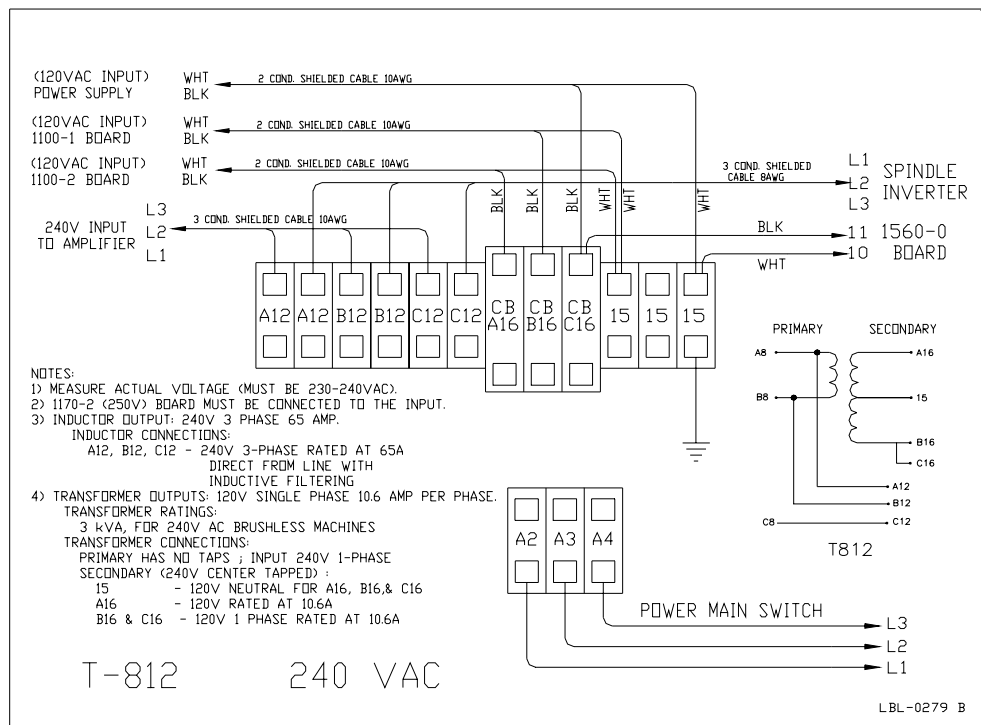 (120VAC INPUT) WHT
POWER SUPPLY BLK
2 COND. SHIELDED CABLE 10AWG
(120VAC INPUT) WHT
1100-1 BOARD BLK
2 COND. SHIELDED CABLE 10AWG
(120VAC INPUT) WHT
1100-2 BOARD BLK
2 COND. SHIELDED CABLE 10AWG
3 COND. SHIELDED
CABLE 8AWG
L1
L2
L3
SPINDLE
INVERTER
240V INPUT
TO AMPLIFIER
L3
L2
L1
3 COND. SHIELDED CABLE 10AWG
BLK BLK BLK WHT WHT WHT
BLK
11
WHT
10
1560-0
BOARD
A12 A12 B12 B12 C12 C12 CB A16 CB B16 CB C16 15 15 15
PRIMARY SECONDARY
A8 A16
B8 15
B16
C16
A12
B12
C8 C12
T812
NOTES:
1) MEASURE ACTUAL VOLTAGE (MUST BE 230-240VAC).
2) 1170-2 (250V) BOARD MUST BE CONNECTED TO THE INPUT.
3) INDUCTOR OUTPUT: 240V 3 PHASE 65 AMP.
INDUCTOR CONNECTIONS:
A12, B12, C12 - 240V 3-PHASE RATED AT 65A
DIRECT FROM LINE WITH
INDUCTIVE FILTERING
4) TRANSFORMER OUTPUTS: 120V SINGLE PHASE 10.6 AMP PER PHASE.
TRANSFORMER RATINGS:
3 kVA, FOR 240V AC BRUSHLESS MACHINES
TRANSFORMER CONNECTIONS:
PRIMARY HAS NO TAPS ; INPUT 240V 1-PHASE
SECONDARY (240V CENTER TAPPED) :
15 - 120V NEUTRAL FOR A16, B16,& C16
A16 - 120V RATED AT 10.6A
B16 & C16 - 120V 1 PHASE RATED AT 10.6A
A2 A3 A4
POWER MAIN SWITCH
L3
L2
L1
T-812 240 VAC
LBL-0279 B